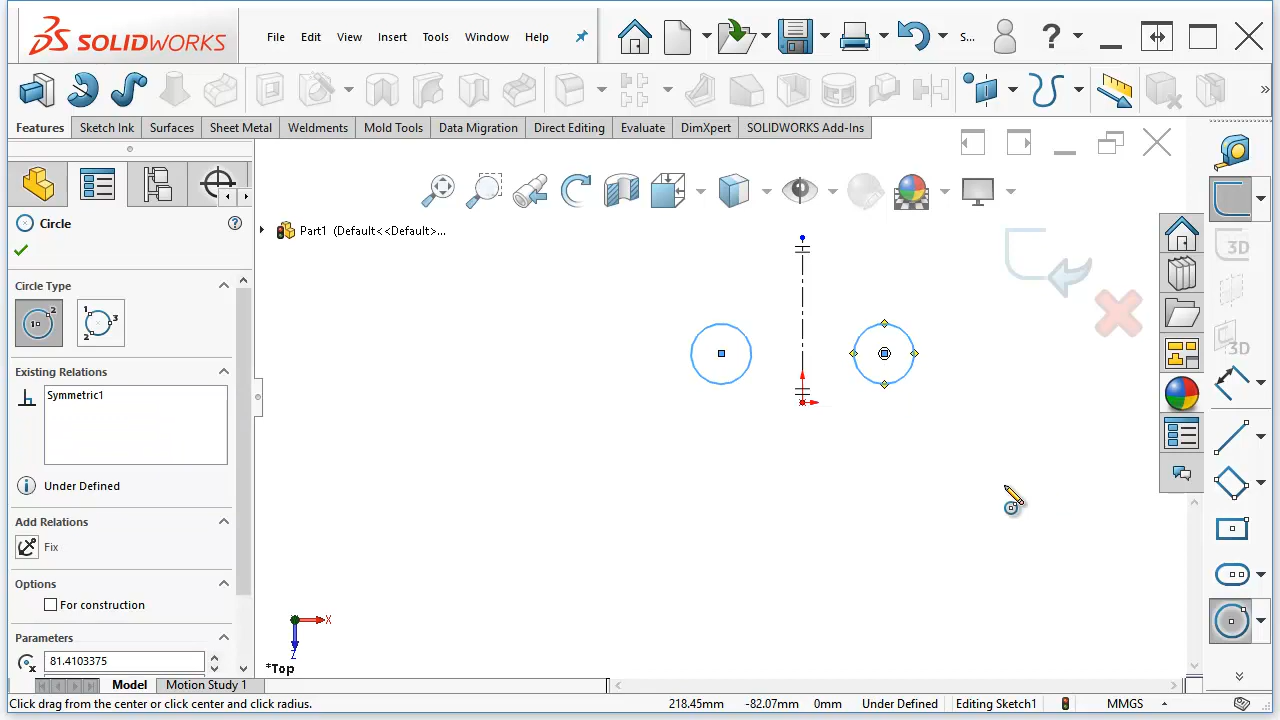 SOLIDWORKS
File Edit View Insert Tools Window Help
S...
Features Sketch Ink Surfaces Sheet Metal Weldments Mold Tools Data Migration Direct Editing Evaluate DimXpert SOLIDWORKS Add-Ins
Circle
Part1 (Default<<Default>...
Circle Type
Existing Relations
Symmetric1
Under Defined
Add Relations
Fix
Options
For construction
Parameters
81.4103375
3D
3D
X
Z
*Top
Model Motion Study 1
Click drag from the center or click center and click radius.
218.45mm -82.07mm 0mm Under Defined Editing Sketch1 MMGS